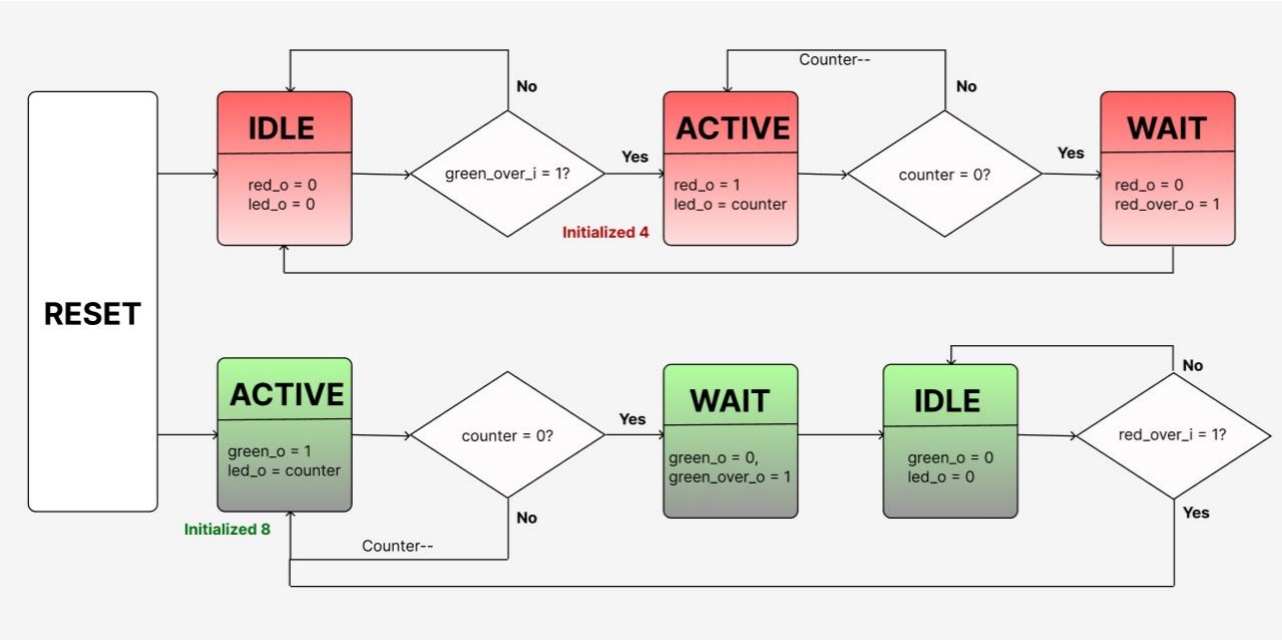 RESET
IDLE
red_o = 0
led_o = 0
No
green_over_i = 1?
Yes
Initialized 4
ACTIVE
red_o = 1
led_o = counter
Counter--
No
counter = 0?
Yes
WAIT
red_o = 0
red_over_o = 1
ACTIVE
green_o = 1
led_o = counter
Initialized 8
counter = 0?
Yes
No
Counter--
WAIT
green_o = 0,
green_over_o = 1
IDLE
green_o = 0
led_o = 0
No
red_over_i = 1?
Yes